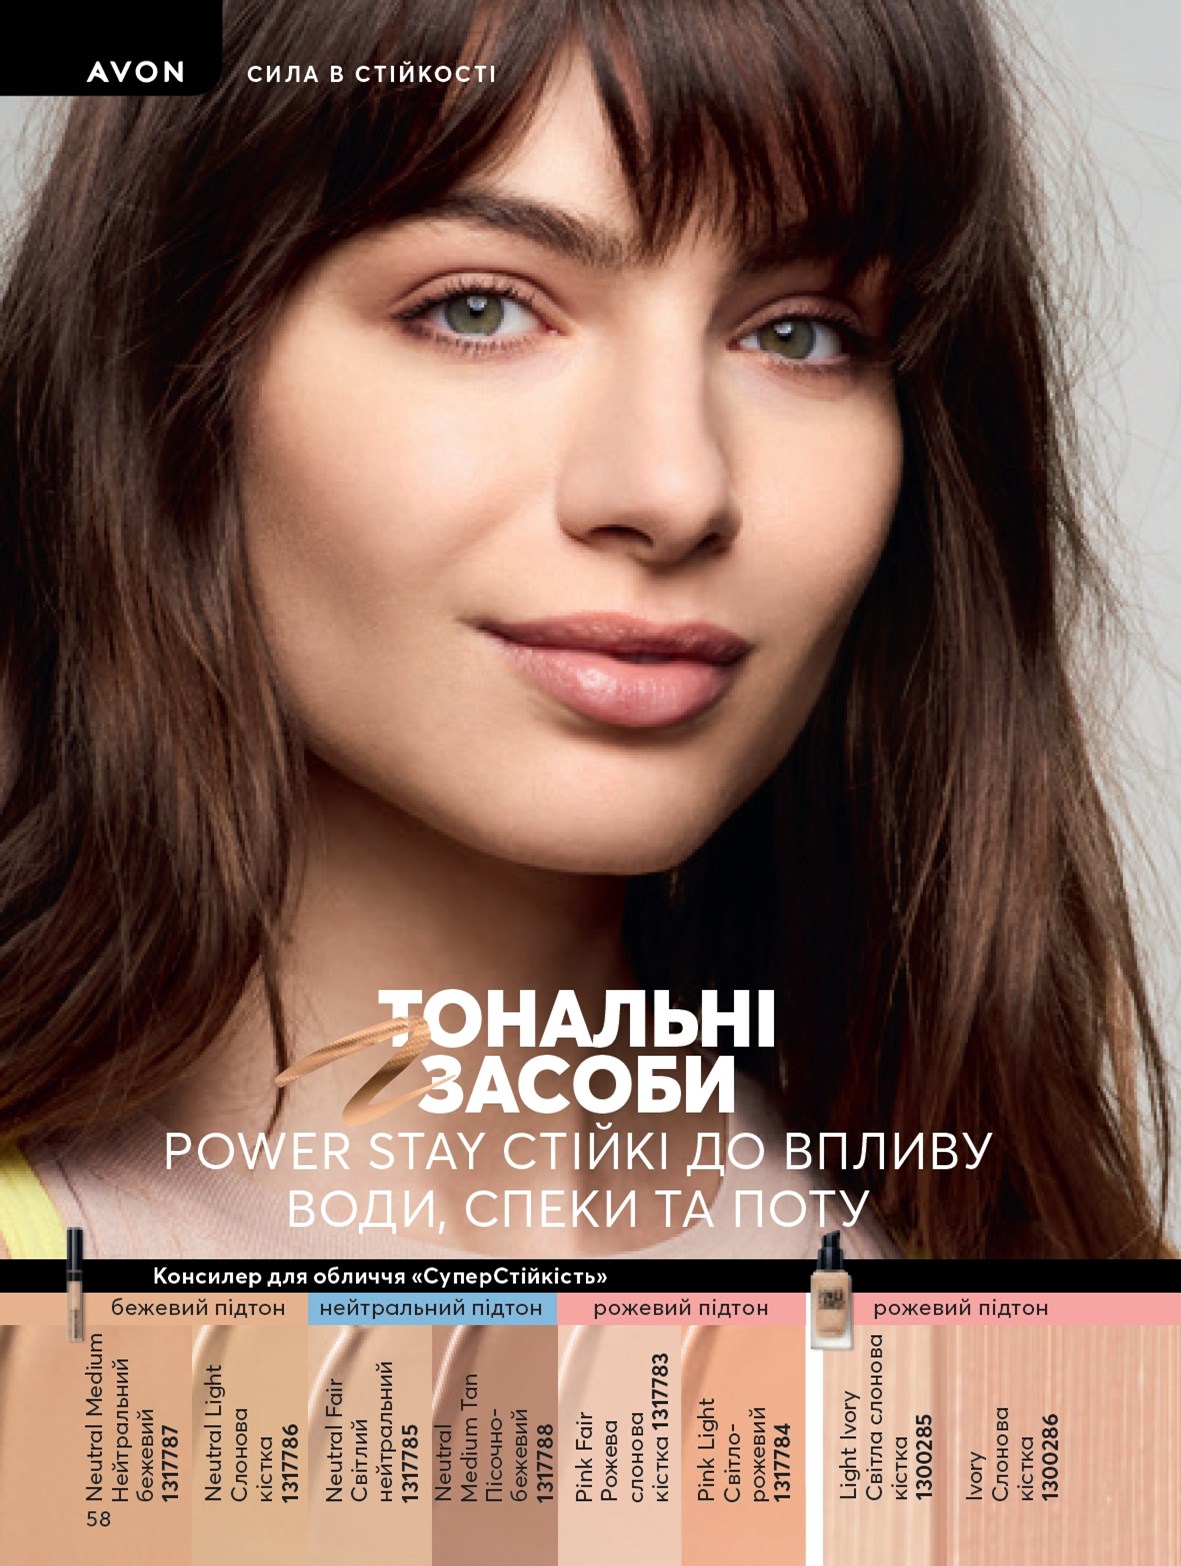 AVON
СИЛА В СТІЙКОСТІ
ТОНАЛЬНІ
ЗАСОБИ
POWER STAY СТІЙКІ ДО ВПЛИВУ
ВОДИ, СПЕКИ ТА ПОТУ
Консилер для обличчя «СуперСтійкість»
бежевий підтон
нейтральний підтон
рожевий підтон
рожевий підтон
Neutral Medium
Нейтральний
бежевий
1317787
Neutral Light
Слонова
кістка
1317786
Neutral Fair
Світлий
нейтральний
1317785
Neutral
Medium Tan
Пісочно-
бежевий
1317788
Pink Fair
Рожева
слонова
кістка 1317783
Pink Light
Світло-
рожевий
1317784
Light Ivory
Світла слонова
кістка
1300285
Ivory
Слонова
кістка
1300286
58